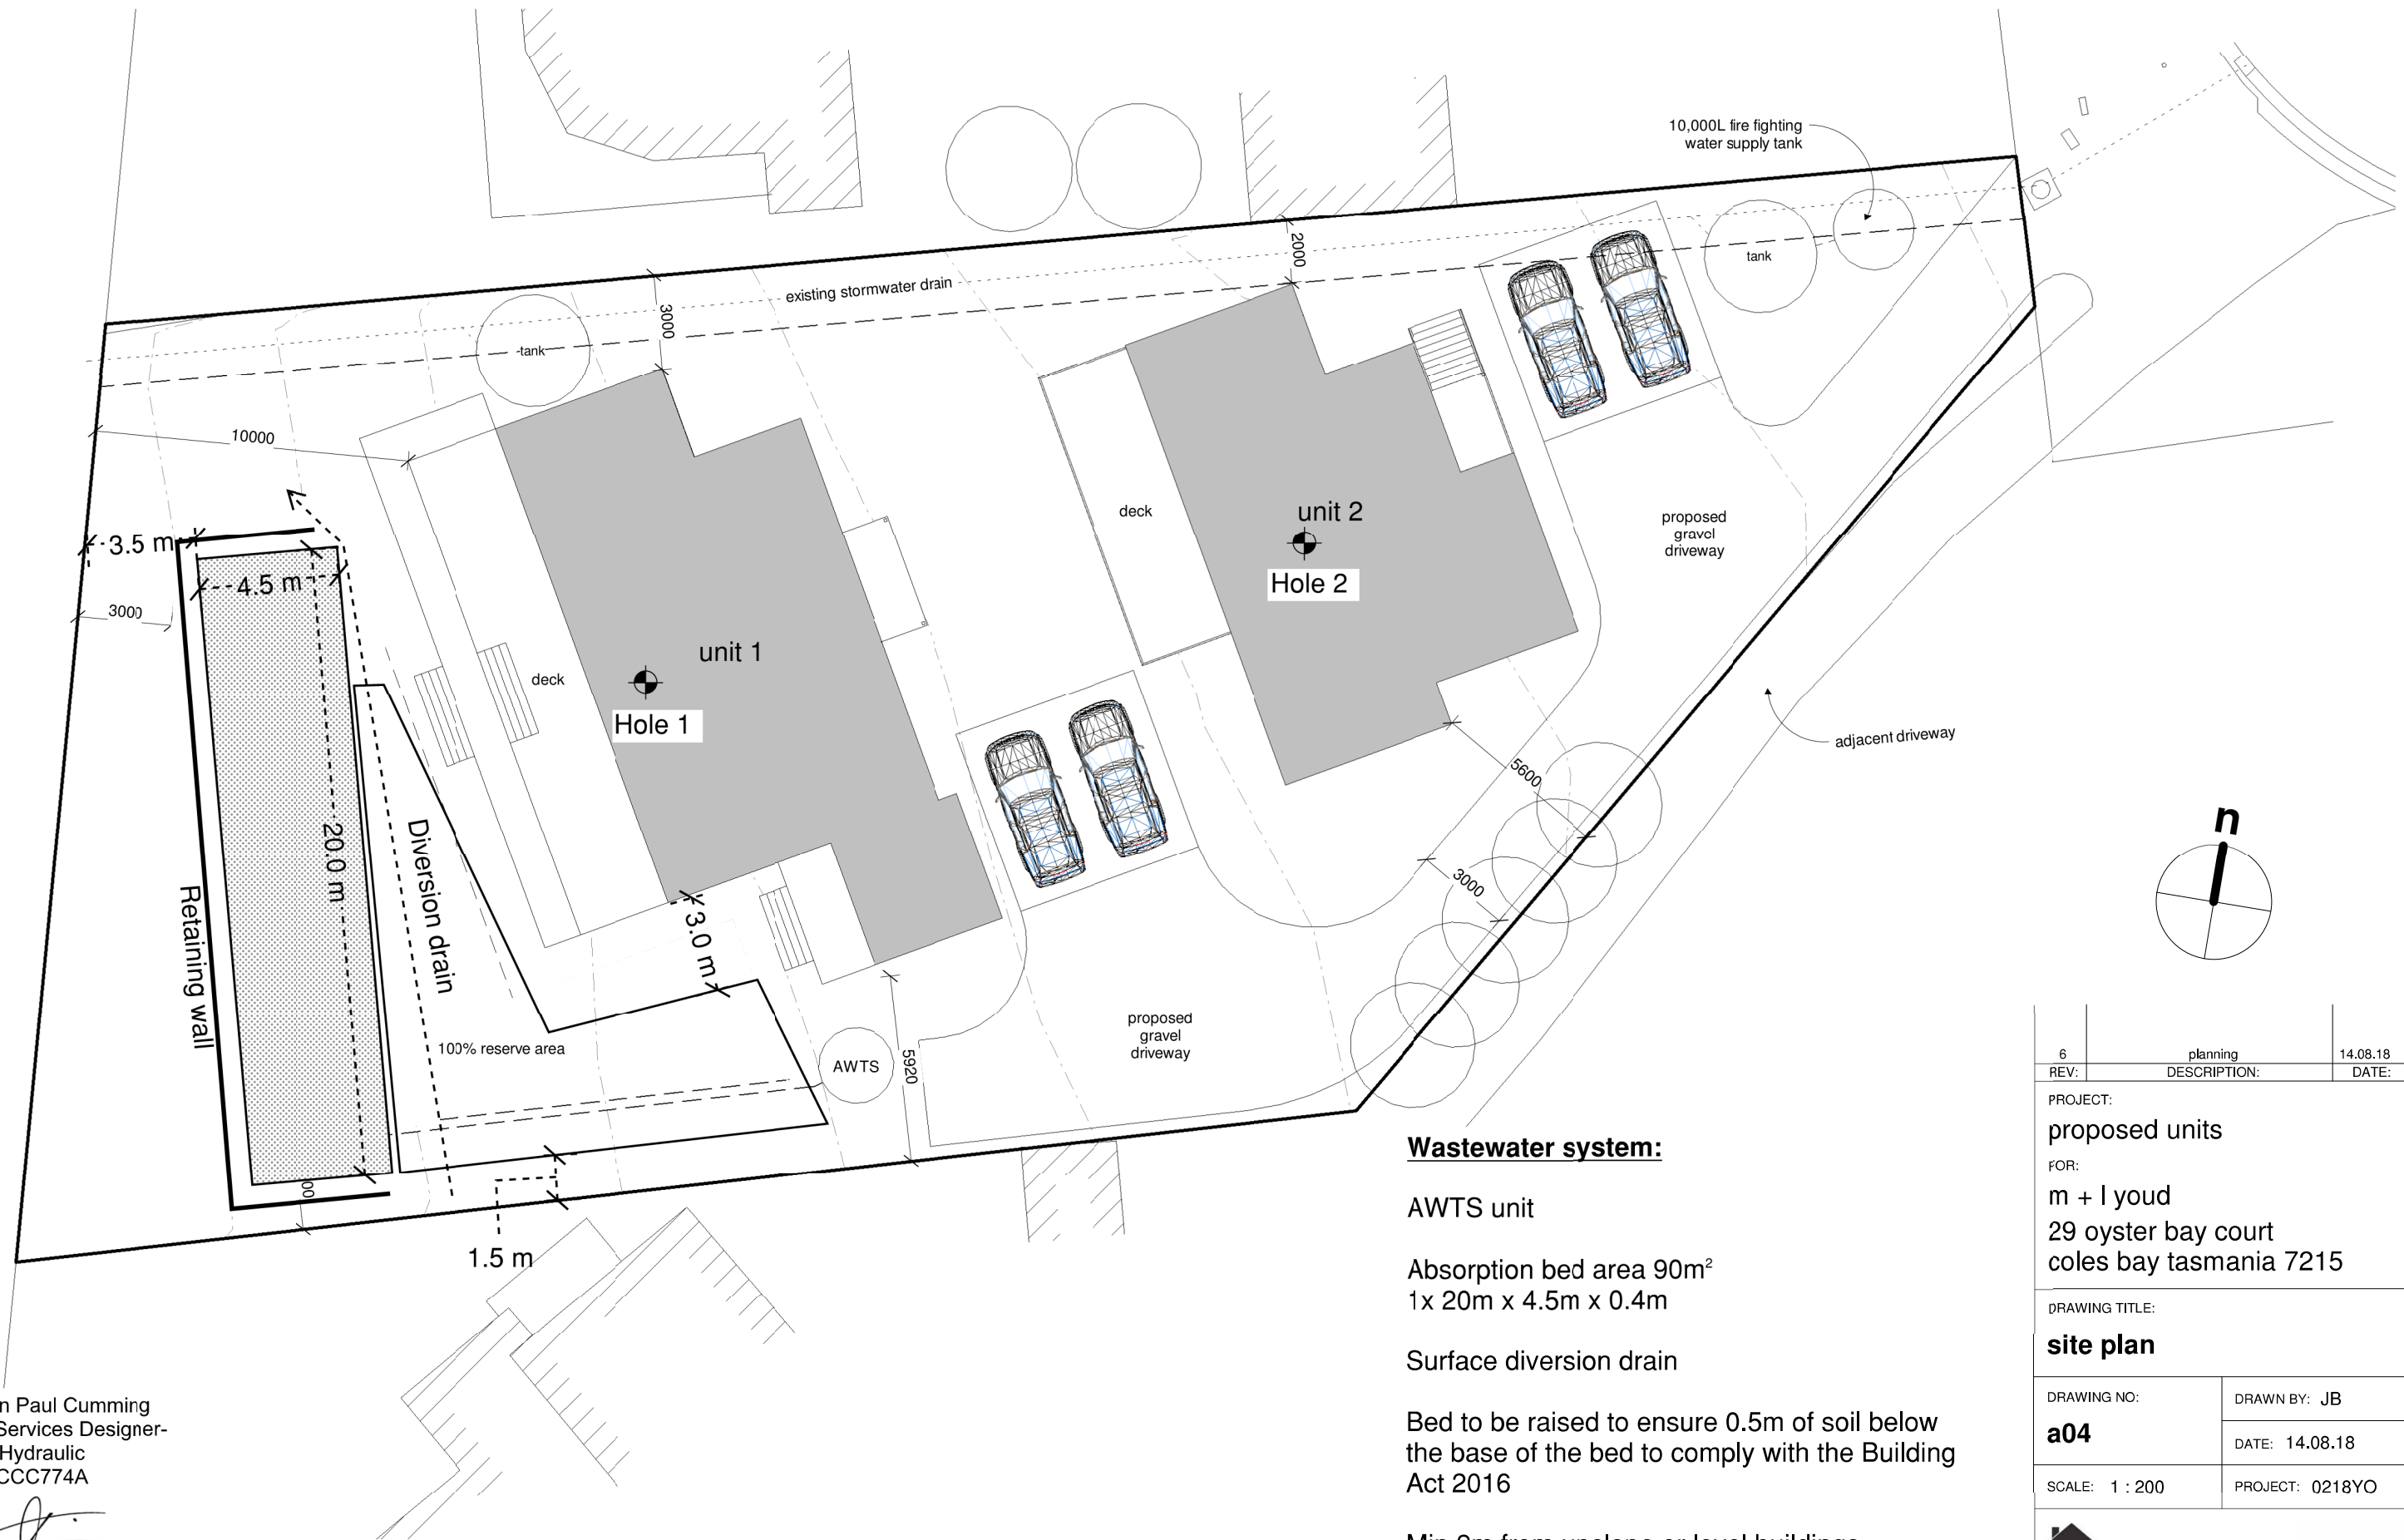 10,000L fire fighting
water supply tank
2000
tank
existing stormwater drain
3000
tank
10000
3.5 m
4.5 m
3000
deck
unit 2
Hole 2
proposed
gravel
driveway
unit 1
deck
Hole 1
adjacent driveway
5600
3000
n
20.0 m
Diversion drain
Retaining wall
3.0 m
100% reserve area
AWTS
5920
proposed
gravel
driveway
00
1.5 m
Wastewater system:
AWTS unit
Absorption bed area 90m²
1x 20m x 4.5m x 0.4m
Surface diversion drain
Bed to be raised to ensure 0.5m of soil below
the base of the bed to comply with the Building
Act 2016
n Paul Cumming
Services Designer-
Hydraulic
CCC774A
6 planning 14.08.18
REV: DESCRIPTION: DATE:
PROJECT:
proposed units
FOR:
m + l youd
29 oyster bay court
coles bay tasmania 7215
DRAWING TITLE:
site plan
DRAWING NO:
a04
DRAWN BY: JB
DATE: 14.08.18
SCALE: 1 : 200
PROJECT: 0218YO